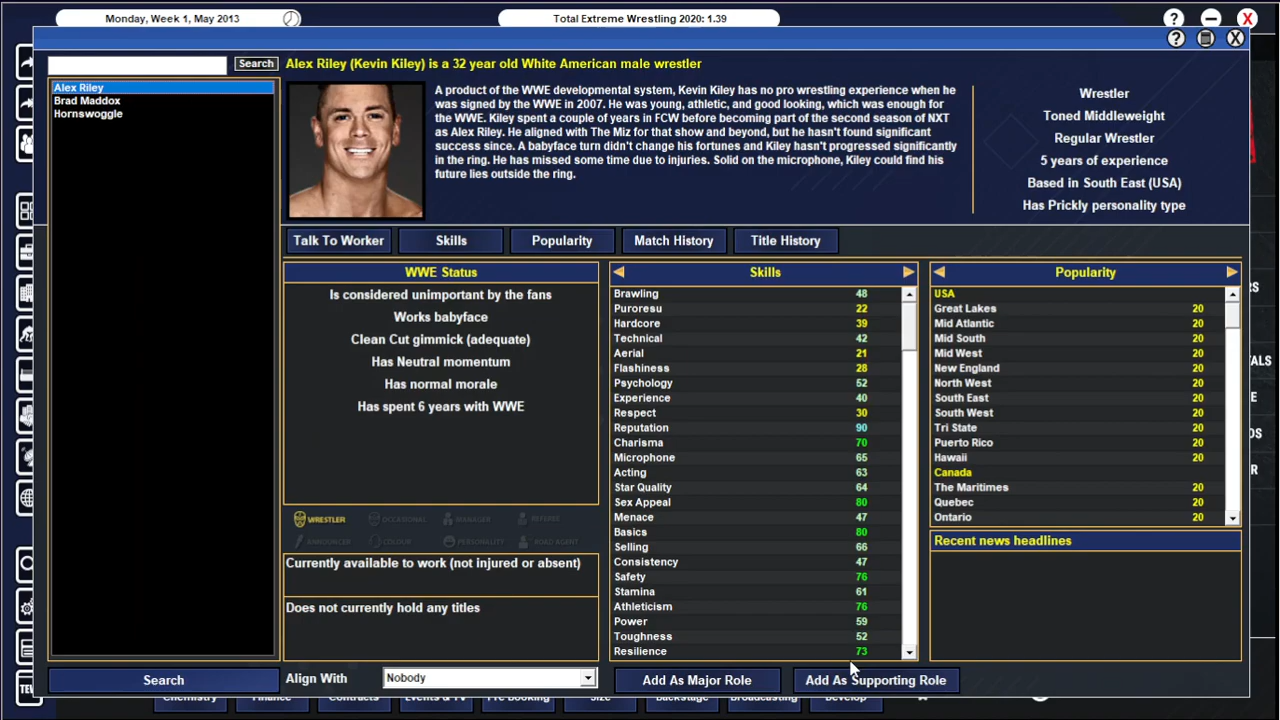 Monday, Week 1, May 2013
Total Extreme Wrestling 2020: 1.39
? X
? X
Search
Alex Riley (Kevin Kiley) is a 32 year old White American male wrestler
Alex Riley
Brad Maddox
Hornswoggle
A product of the WWE developmental system, Kevin Kiley has no pro wrestling experience when he
was signed by the WWE in 2007. He was young, athletic, and good looking, which was enough for
the WWE. Kiley spent a couple of years in FCW before becoming part of the second season of NXT
as Alex Riley. He aligned with The Miz for that show and beyond, but he hasn't found significant
success since. A babyface turn didn't change his fortunes and Kiley hasn't progressed significantly
in the ring. He has missed some time due to injuries. Solid on the microphone, Kiley could find his
future lies outside the ring.
Wrestler
Toned Middleweight
Regular Wrestler
5 years of experience
Based in South East (USA)
Has Prickly personality type
Talk To Worker
Skills
Popularity
Match History
Title History
WWE Status
Is considered unimportant by the fans
Works babyface
Clean Cut gimmick (adequate)
Has Neutral momentum
Has normal morale
Has spent 6 years with WWE
WRESTLER
OCCASIONAL
MANAGER
REFEREE
ANNOUNCER
COLOUR
PERSONALITY
ROAD AGENT
Currently available to work (not injured or absent)
Does not currently hold any titles
Skills
Brawling 48
Puroresu 22
Hardcore 39
Technical 42
Aerial 21
Flashiness 28
Psychology 52
Experience 40
Respect 30
Reputation 90
Charisma 70
Microphone 65
Acting 63
Star Quality 64
Sex Appeal 80
Menace 47
Basics 80
Selling 66
Consistency 47
Safety 76
Stamina 61
Athleticism 76
Power 59
Toughness 52
Resilience 73
Popularity
USA
Great Lakes 20
Mid Atlantic 20
Mid South 20
Mid West 20
New England 20
North West 20
South East 20
South West 20
Tri State 20
Puerto Rico 20
Hawaii 20
Canada
The Maritimes 20
Quebec 20
Ontario 20
Recent news headlines
Search
Align With
Nobody
Add As Major Role
Add As Supporting Role